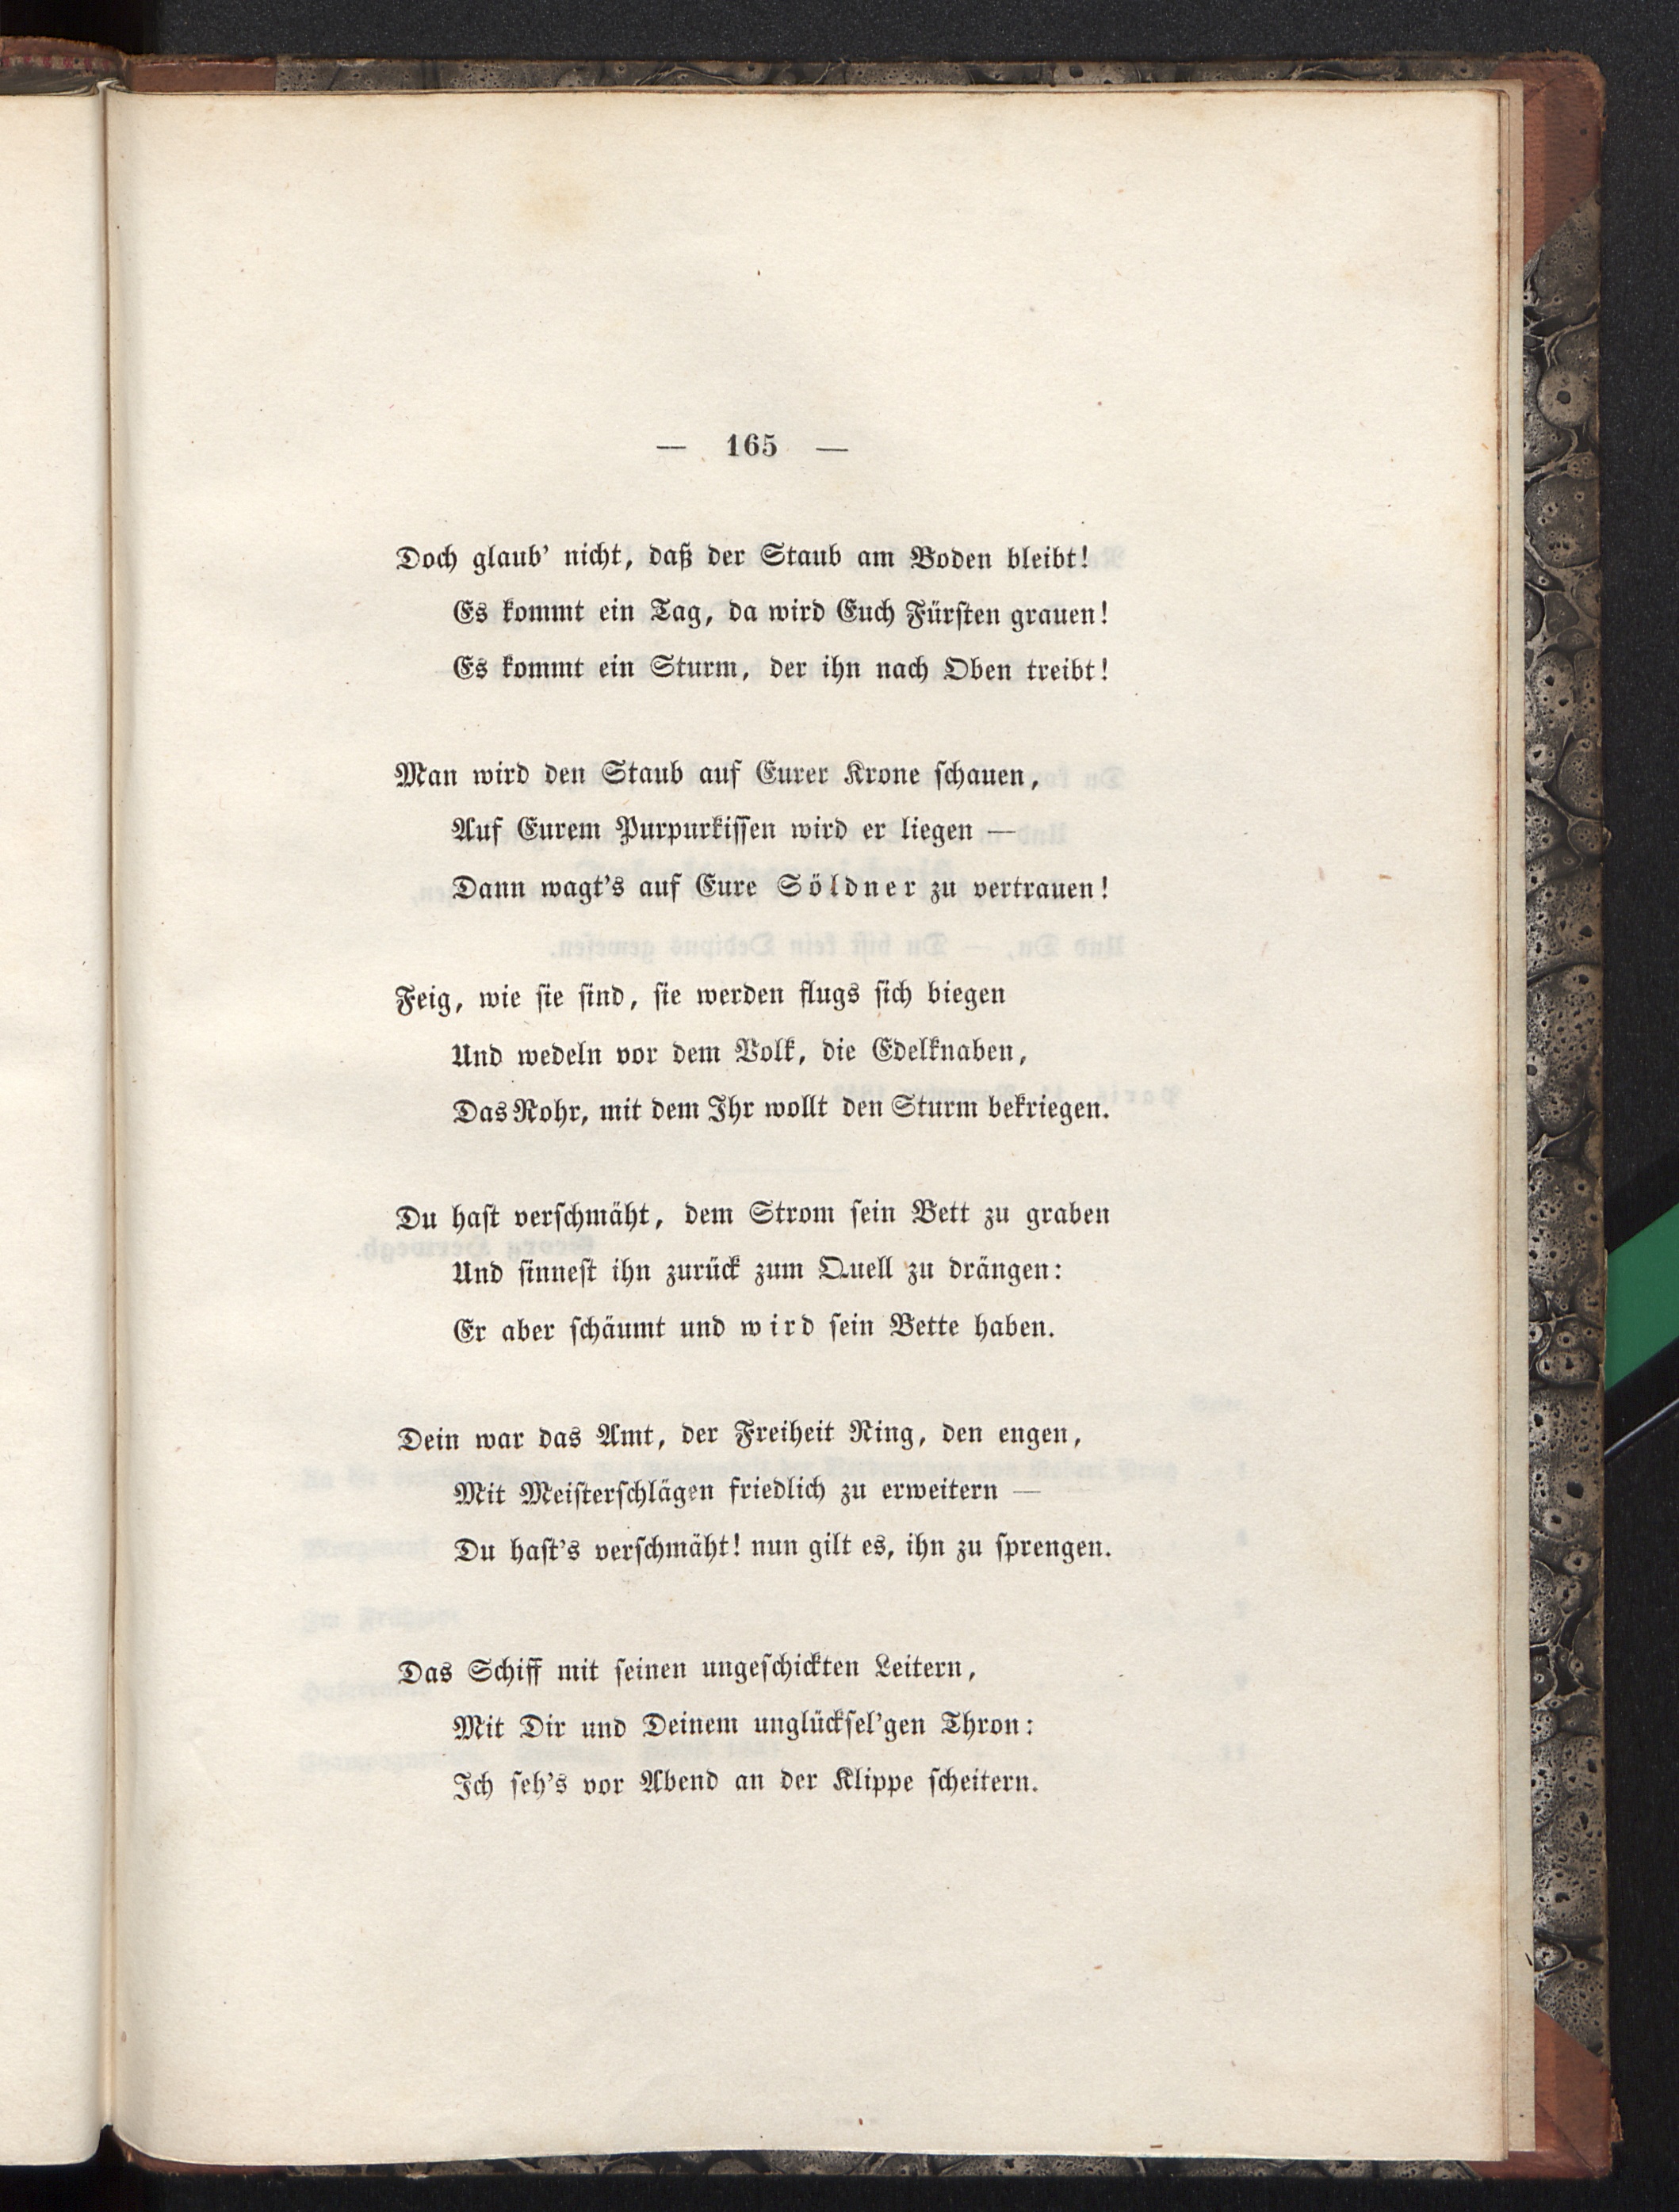 — 165 —
Doch glaub' nicht, daß der Staub am Boden bleibt!
Es kommt ein Tag, da wird Euch Fürsten grauen!
Es kommt ein Sturm, der ihn nach Oben treibt!
Man wird den Staub auf Eurer Krone schauen,
Auf Eurem Purpurkissen wird er liegen —
Dann wagt's auf Eure Söldner zu vertrauen!
Feig, wie sie sind, sie werden flugs sich biegen
Und wedeln vor dem Volk, die Edelknaben,
Das Rohr, mit dem Ihr wollt den Sturm bekriegen.
Du hast verschmäht, dem Strom sein Bett zu graben
Und sinnest ihn zurück zum Quell zu drängen:
Er aber schäumt und wird sein Bette haben.
Dein war das Amt, der Freiheit Ring, den engen,
Mit Meisterschlägen friedlich zu erweitern —
Du hast's verschmäht! nun gilt es, ihn zu sprengen.
Das Schiff mit seinen ungeschickten Leitern,
Mit Dir und Deinem unglücksel'gen Thron:
Ich seh's vor Abend an der Klippe scheitern.